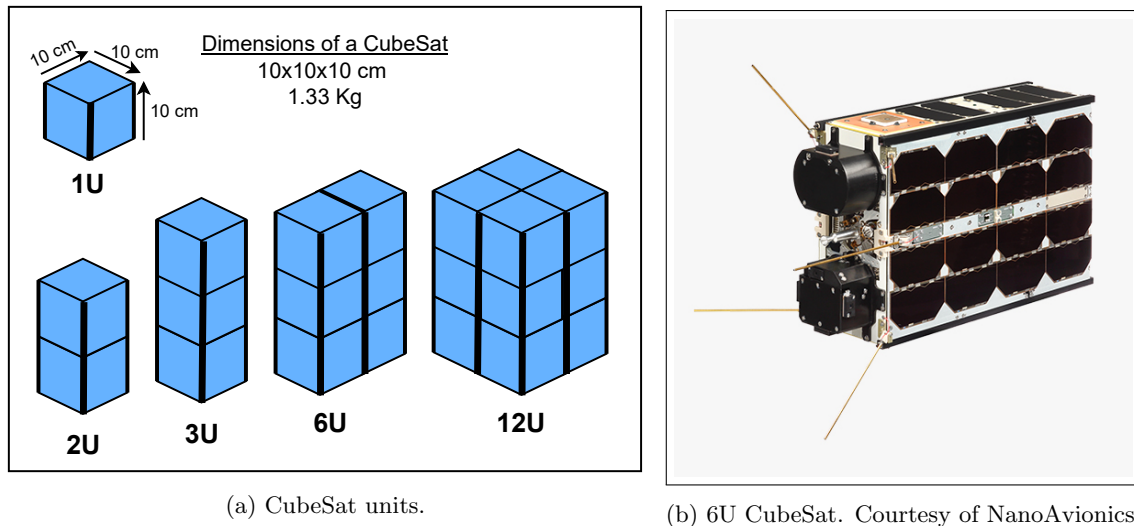 Dimensions of a CubeSat
10x10x10 cm
1.33 Kg
10 cm
10 cm
10 cm
1U
2U
3U
6U
12U
(a) CubeSat units.
(b) 6U CubeSat. Courtesy of NanoAvionics